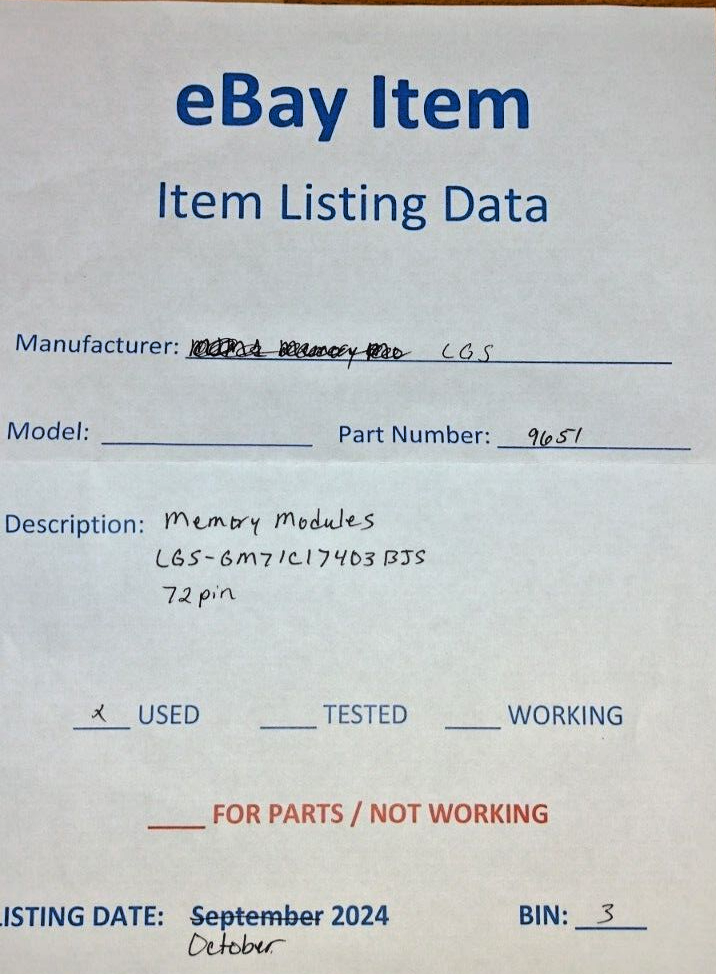 eBay Item
Item Listing Data
Manufacturer: LGS
Model: Part Number: 9651
Description: Memory Modules
LGS-GM71C17403BJS
72 pin
x USED TESTED WORKING
FOR PARTS / NOT WORKING
LISTING DATE: September 2024 BIN: 3
October